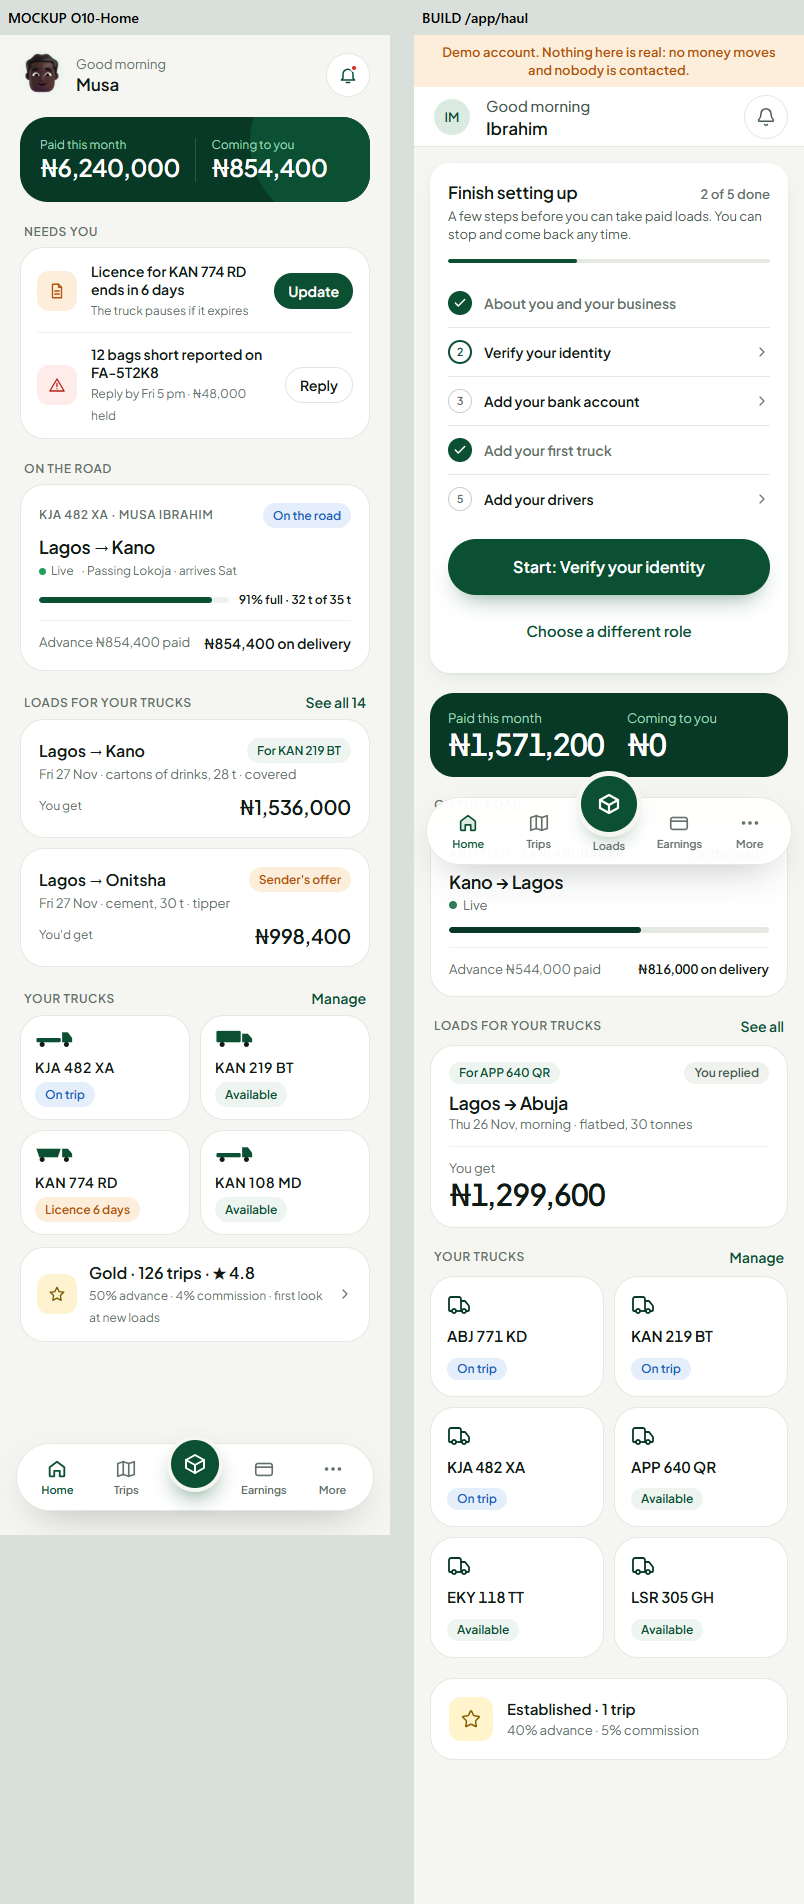 MOCKUP O10-Home
Good morning
Musa
Paid this month
₦6,240,000
Coming to you
₦854,400
NEEDS YOU
Licence for KAN 774 RD
ends in 6 days
The truck pauses if it expires
Update
12 bags short reported on
FA-5T2K8
Reply by Fri 5 pm · ₦48,000
held
Reply
ON THE ROAD
KJA 482 XA · MUSA IBRAHIM
On the road
Lagos → Kano
Live · Passing Lokoja · arrives Sat
91% full · 32 t of 35 t
Advance ₦854,400 paid
₦854,400 on delivery
LOADS FOR YOUR TRUCKS
See all 14
Lagos → Kano
For KAN 219 BT
Fri 27 Nov · cartons of drinks, 28 t · covered
You get
₦1,536,000
Lagos → Onitsha
Sender's offer
Fri 27 Nov · cement, 30 t · tipper
You'd get
₦998,400
YOUR TRUCKS
Manage
KJA 482 XA
On trip
KAN 219 BT
Available
KAN 774 RD
Licence 6 days
KAN 108 MD
Available
Gold · 126 trips · ★ 4.8
50% advance · 4% commission · first look
at new loads
Home
Trips
Earnings
More
BUILD /app/haul
Demo account. Nothing here is real: no money moves
and nobody is contacted.
IM
Good morning
Ibrahim
Finish setting up
2 of 5 done
A few steps before you can take paid loads. You can
stop and come back any time.
About you and your business
2 Verify your identity
3 Add your bank account
Add your first truck
5 Add your drivers
Start: Verify your identity
Choose a different role
Paid this month
₦1,571,200
Coming to you
₦0
ON THE ROAD
Home
Trips
Loads
Earnings
More
Kano → Lagos
Live
Advance ₦544,000 paid
₦816,000 on delivery
LOADS FOR YOUR TRUCKS
See all
For APP 640 QR
You replied
Lagos → Abuja
Thu 26 Nov, morning · flatbed, 30 tonnes
You get
₦1,299,600
YOUR TRUCKS
Manage
ABJ 771 KD
On trip
KAN 219 BT
On trip
KJA 482 XA
On trip
APP 640 QR
Available
EKY 118 TT
Available
LSR 305 GH
Available
Established · 1 trip
40% advance · 5% commission